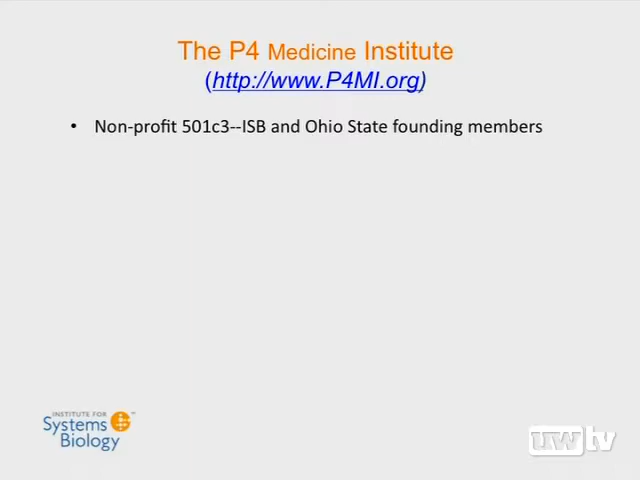 The P4 Medicine Institute
(http://www.P4MI.org)
• Non-profit 501c3--ISB and Ohio State founding members
INSTITUTE FOR
Systems
Biology
uwtv